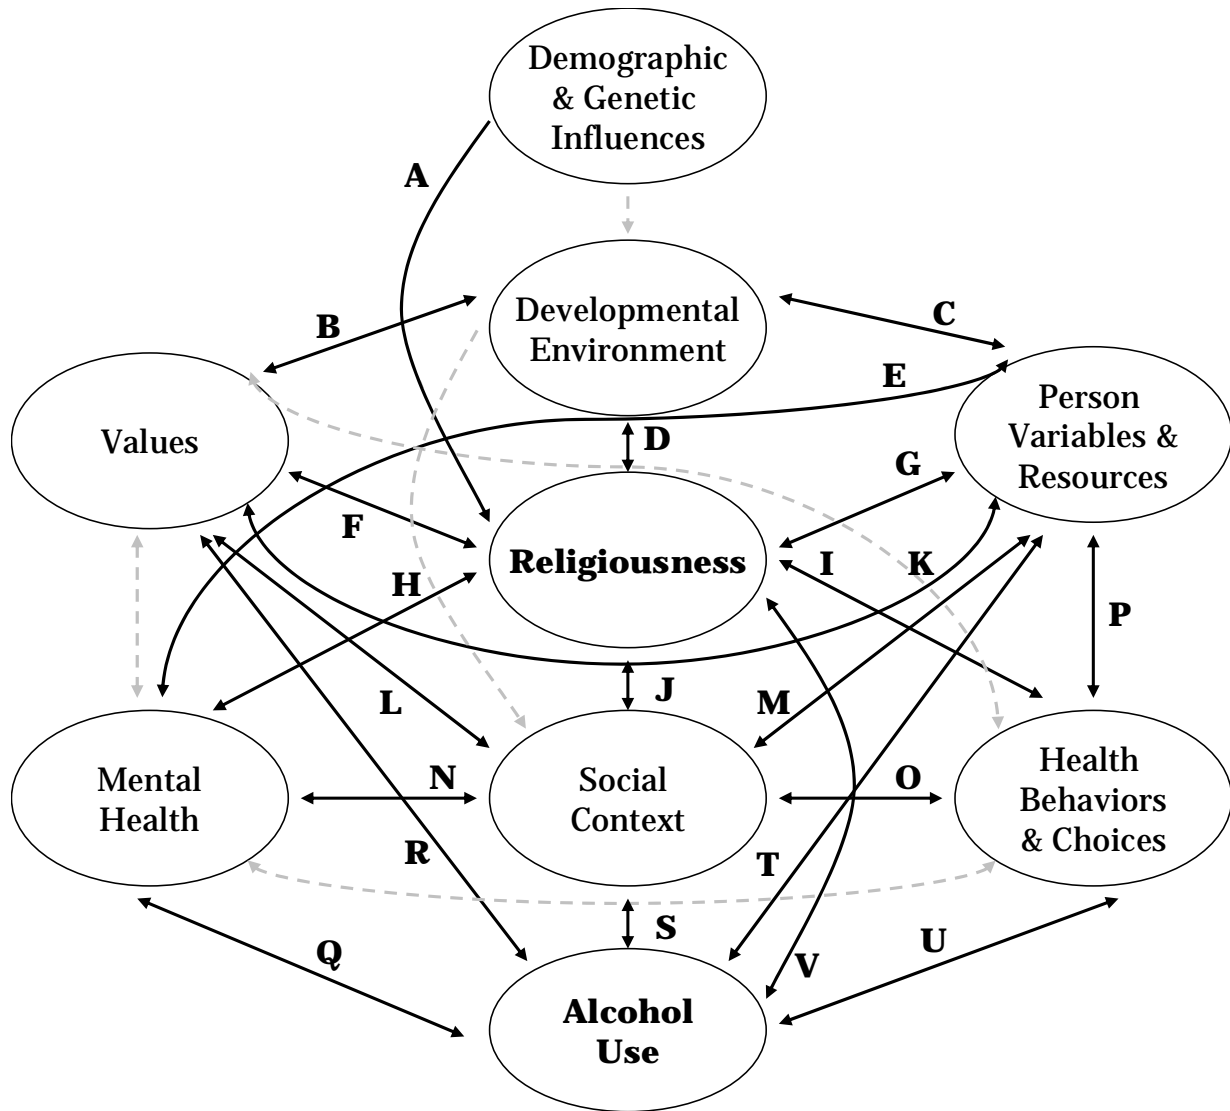 Demographic
& Genetic
Influences
A
Developmental
Environment
B
C
E
Values
D
Person
Variables &
Resources
F
G
Religiousness
H
I
K
P
L
J
M
Mental
Health
N
Social
Context
O
Health
Behaviors
& Choices
R
T
Q
S
V
U
Alcohol
Use